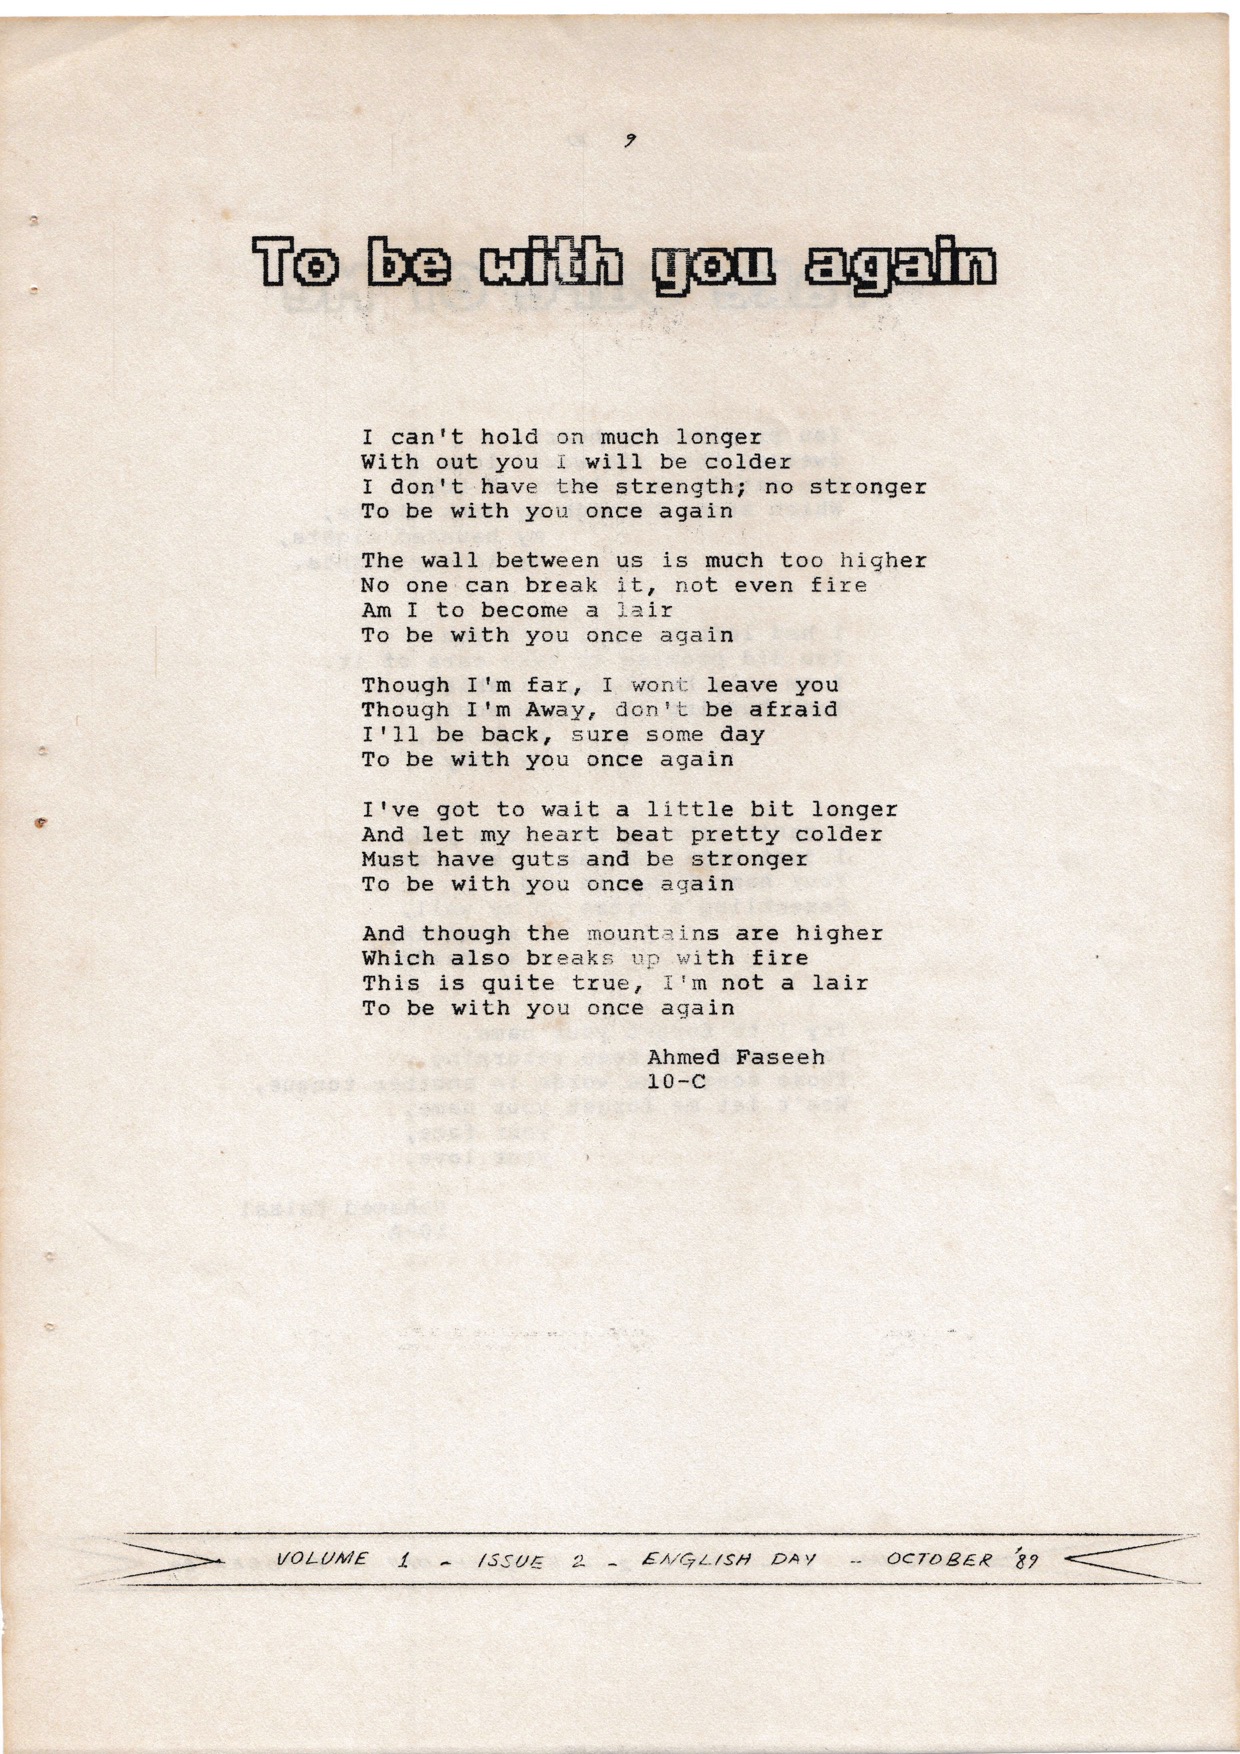 9
To be with you again
I can't hold on much longer
With out you I will be colder
I don't have the strength; no stronger
To be with you once again
The wall between us is much too higher
No one can break it, not even fire
Am I to become a lair
To be with you once again
Though I'm far, I wont leave you
Though I'm Away, don't be afraid
I'll be back, sure some day
To be with you once again
I've got to wait a little bit longer
And let my heart beat pretty colder
Must have guts and be stronger
To be with you once again
And though the mountains are higher
Which also breaks up with fire
This is quite true, I'm not a lair
To be with you once again
Ahmed Faseeh
10-C
VOLUME 1 - ISSUE 2 - ENGLISH DAY - OCTOBER '89